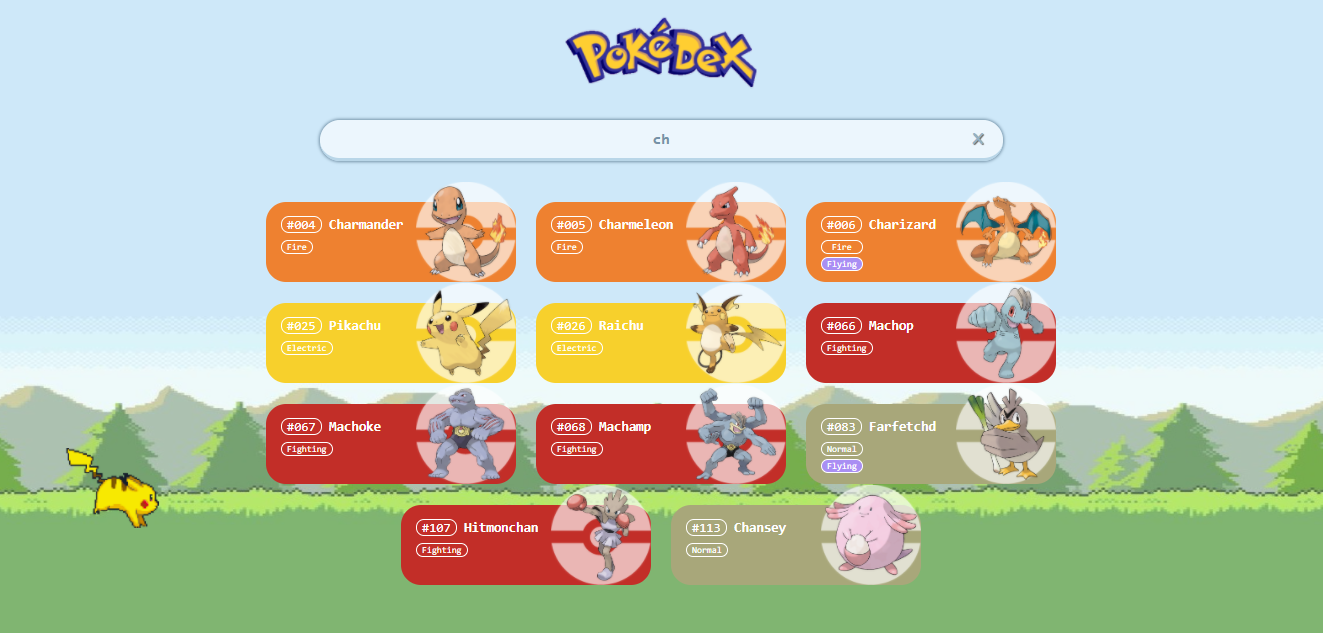 PoKéDeX
ch
#004 Charmander
Fire
#005 Charmeleon
Fire
#006 Charizard
Fire
Flying
#025 Pikachu
Electric
#026 Raichu
Electric
#066 Machop
Fighting
#067 Machoke
Fighting
#068 Machamp
Fighting
#083 Farfetchd
Normal
Flying
#107 Hitmonchan
Fighting
#113 Chansey
Normal